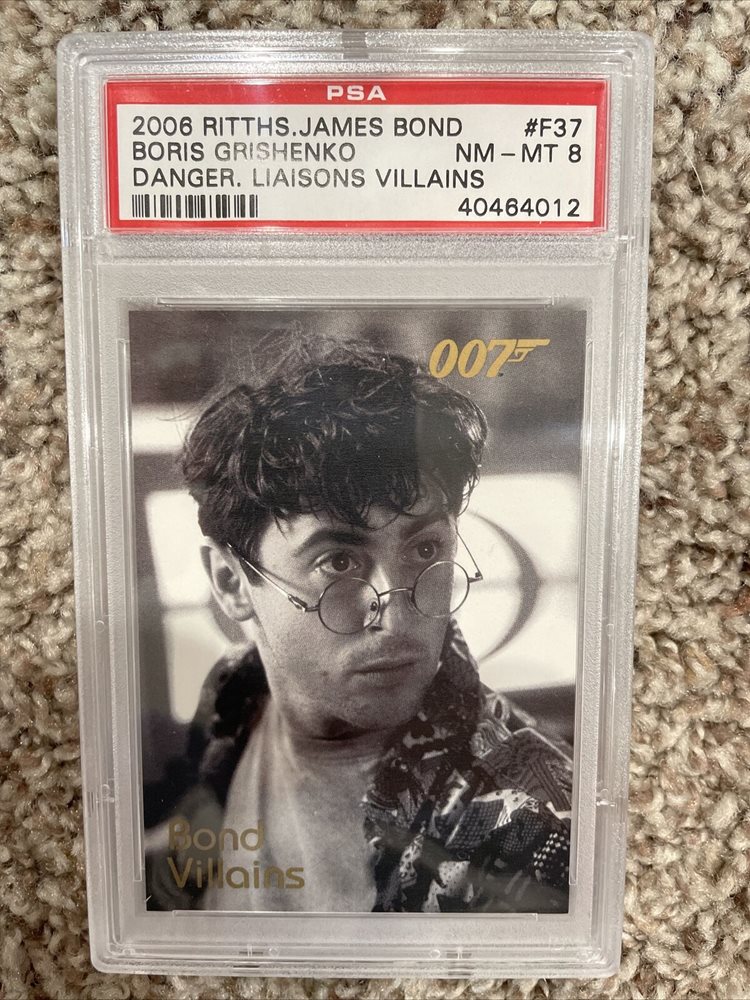 PSA
2006 RITTHS.JAMES BOND #F37
BORIS GRISHENKO NM - MT 8
DANGER. LIAISONS VILLAINS
40464012
007
Bond
Villains